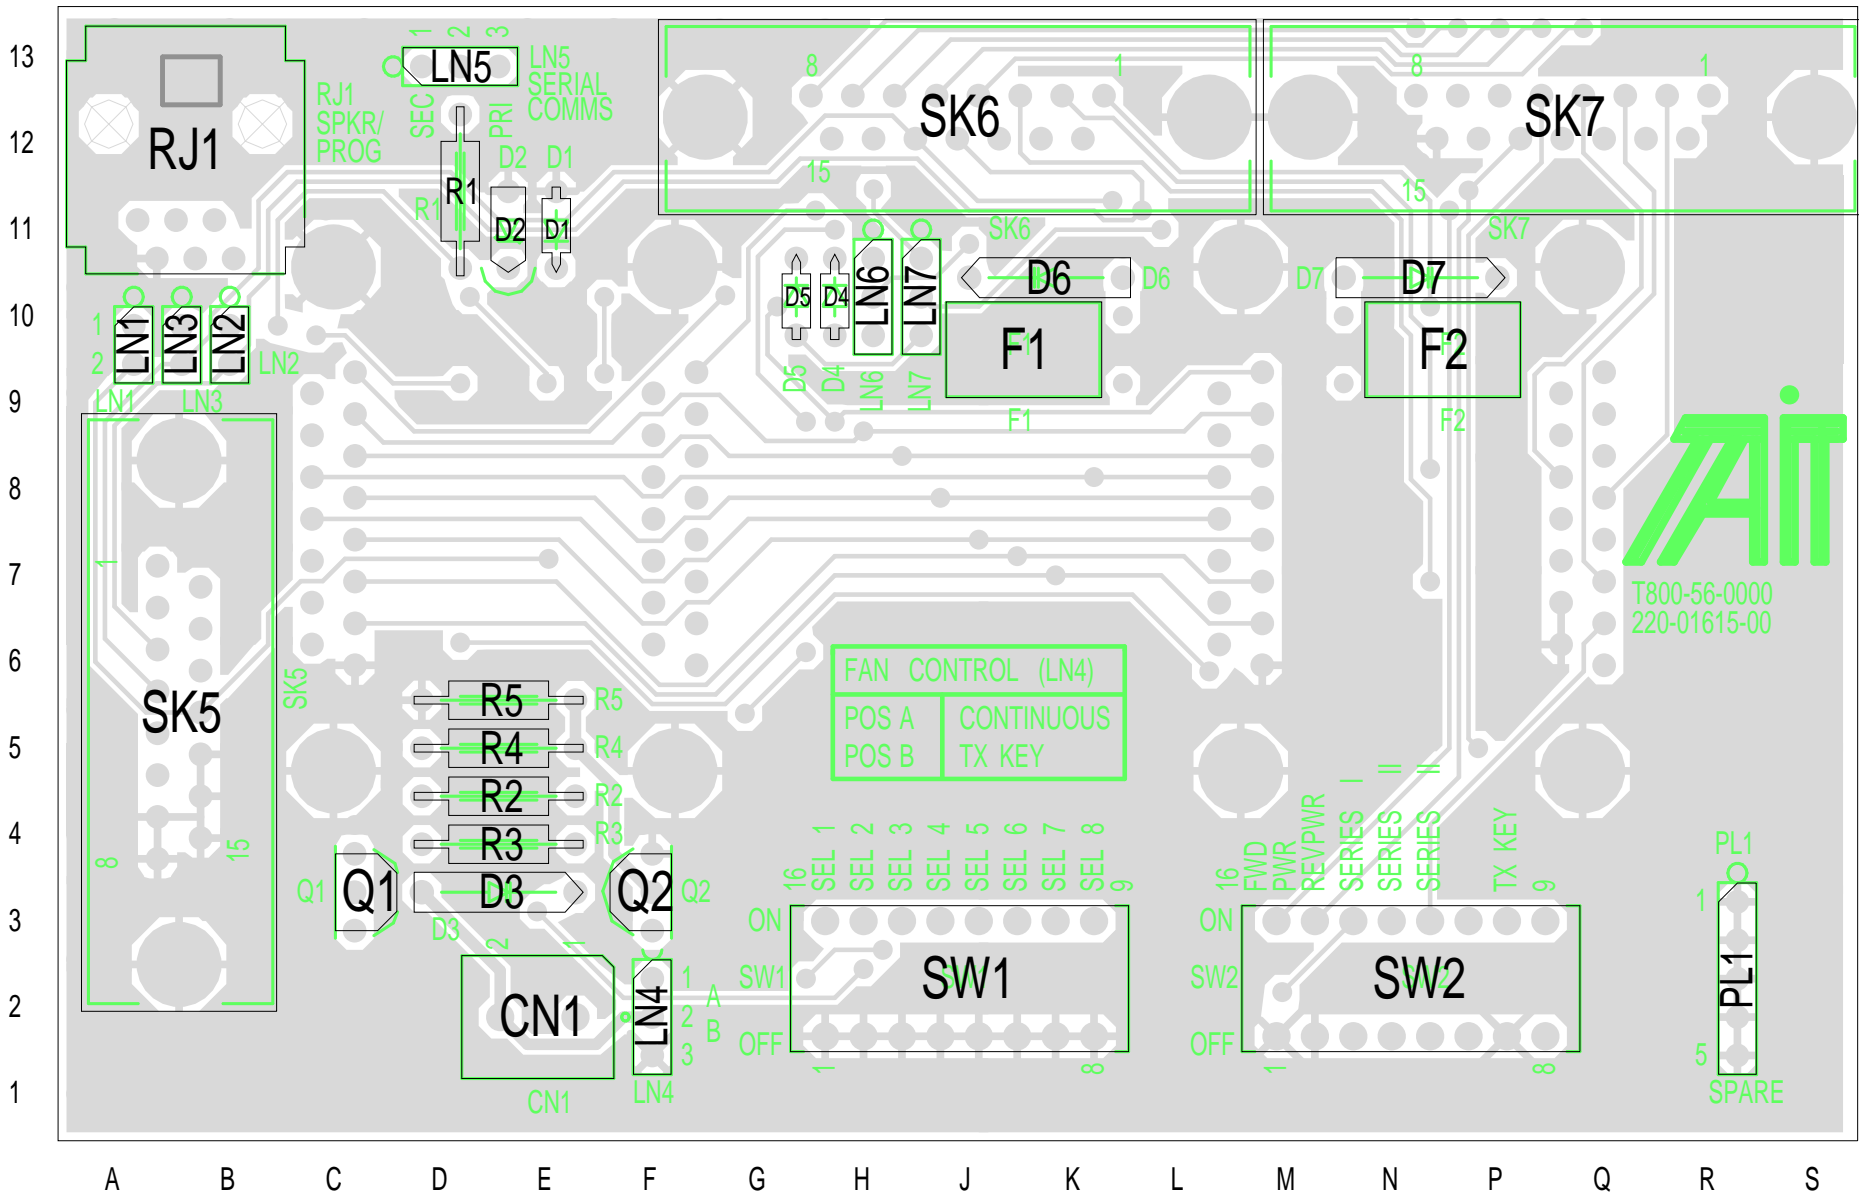 13
12
11
10
9
8
7
6
5
4
3
2
1
A B C D E F G H J K L M N P Q R S
RJ1
RJ1
SPKR/
PROG
1 2 3
LN5
LN5
SERIAL
COMMS
SEC
PRI
R1
R1
D2
D2
D1
D1
8
1
SK6
15
SK6
8
1
SK7
15
SK7
1
2
LN1
LN3
LN2
LN2
LN1
LN3
D5
D4
LN6
LN7
D5
D4
LN6
LN7
D6
D6
F1
F1
D7
D7
F2
F2
TAIT
T800-56-0000
220-01615-00
1
SK5
SK5
8
15
R5
R5
R4
R4
R2
R2
R3
R3
FAN CONTROL (LN4)
POS A CONTINUOUS
POS B TX KEY
Q1
Q1
D3
D3
Q2
Q2
2
1
CN1
CN1
LN4
1
2
3
A
B
LN4
16
SEL 1
SEL 2
SEL 3
SEL 4
SEL 5
SEL 6
SEL 7
SEL 8
9
ON
SW1
SW1
OFF
1
8
16
FWD
PWR
REVPWR
SERIES I
SERIES II
SERIES II
TX KEY
9
ON
SW2
SW2
OFF
1
8
PL1
1
PL1
5
SPARE